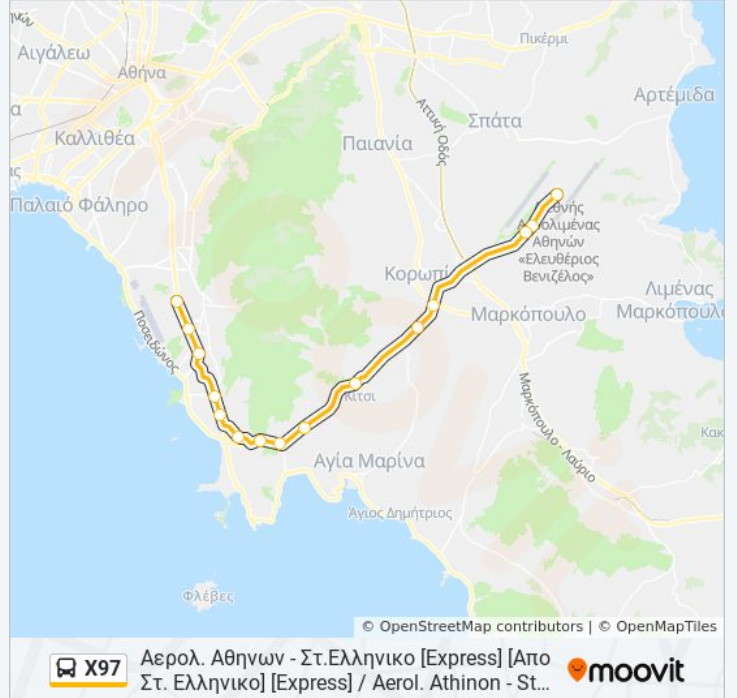 Πικέρμι
Αιγάλεω
Αθήνα
Αρτέμιδα
Αττική Οδός
Σπάτα
Καλλιθέα
Παιανία
Παλαιό Φάληρο
Αθηνών
«Ελευθέριος
Βενιζέλος»
Κορωπί
Λιμένας
Μαρκόπουλο
Ποσειδώνος
Μαρκόπουλο - Λαύριο
Κίτσι
Αγία Μαρίνα
Άγιος Δημήτριος
Φλέβες
© OpenStreetMap contributors | © OpenMapTiles
X97
Αερολ. Αθηνων - Στ.Ελληνικο [Express] [Απο
Στ. Ελληνικο] [Express] / Aerol. Athinon - St...
moovit